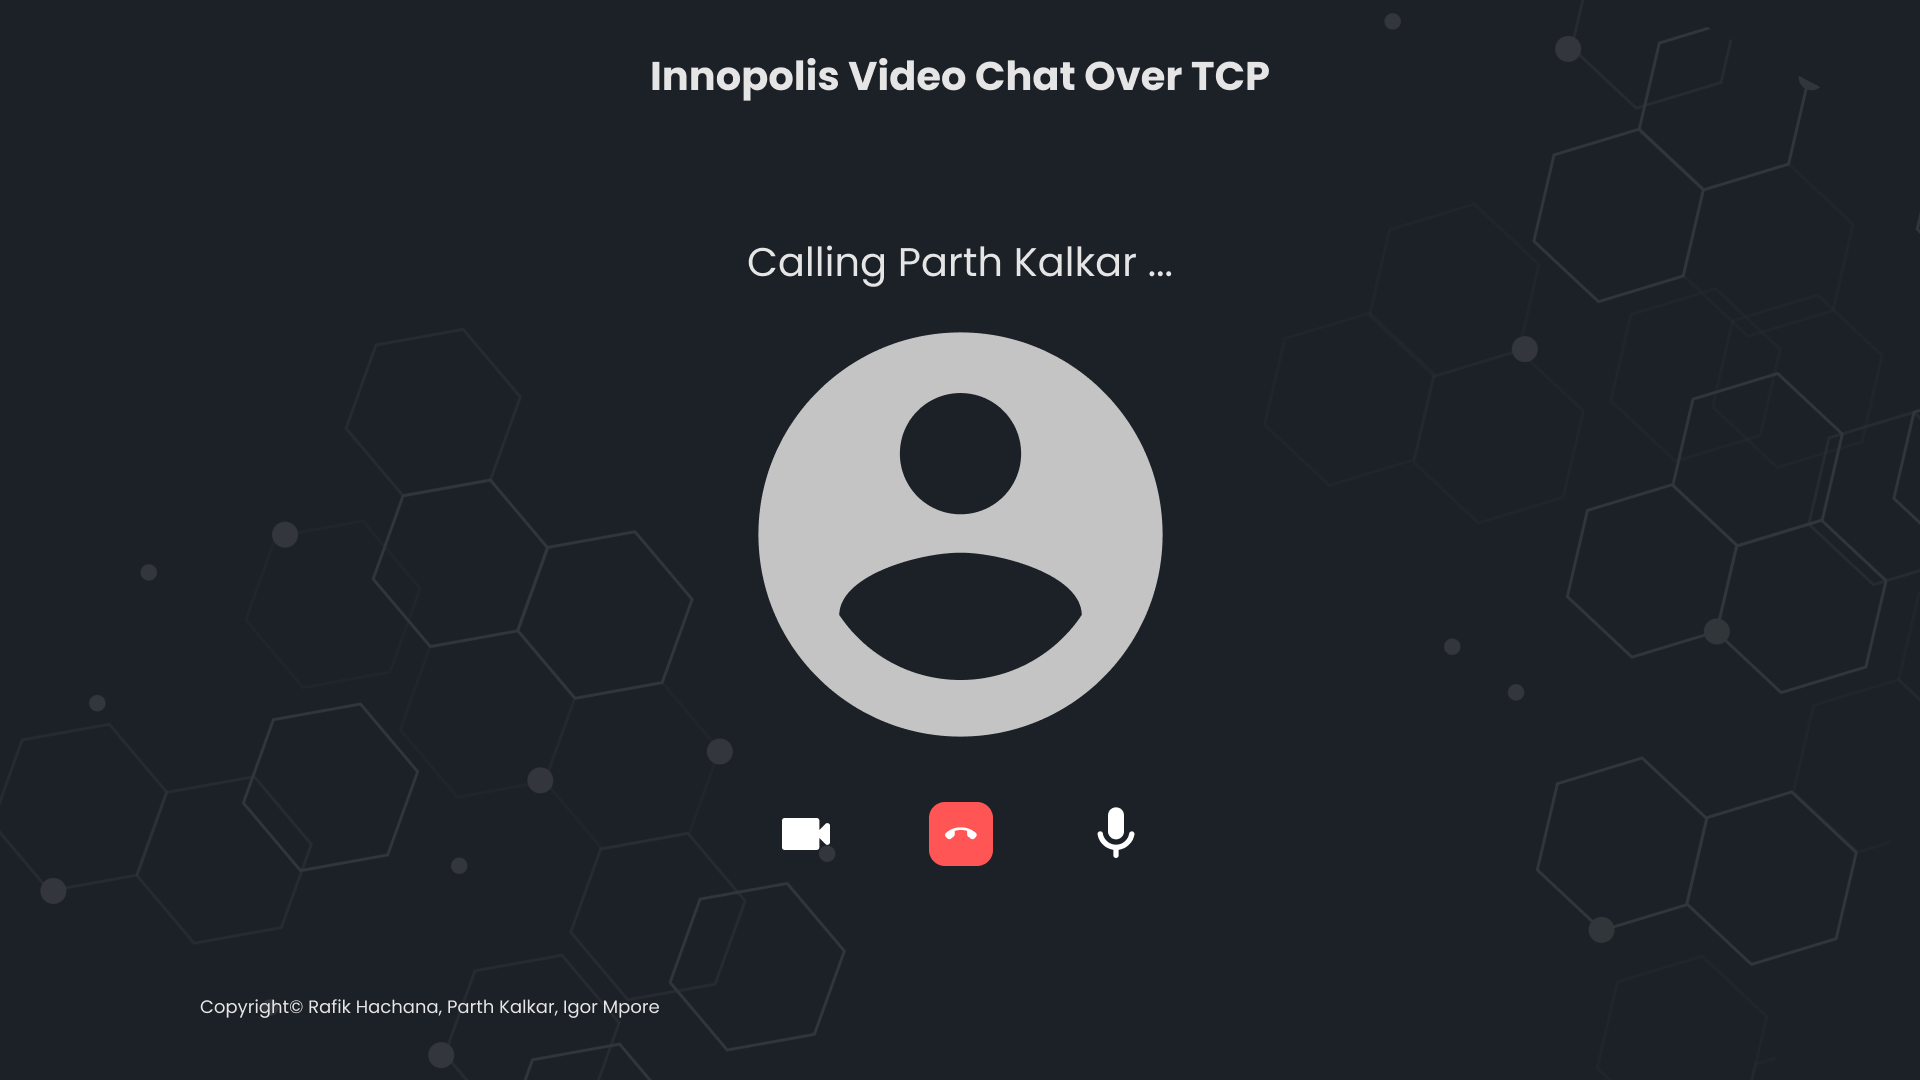 Innopolis Video Chat Over TCP
Calling Parth Kalkar ...
Copyright© Rafik Hachana, Parth Kalkar, Igor Mpore